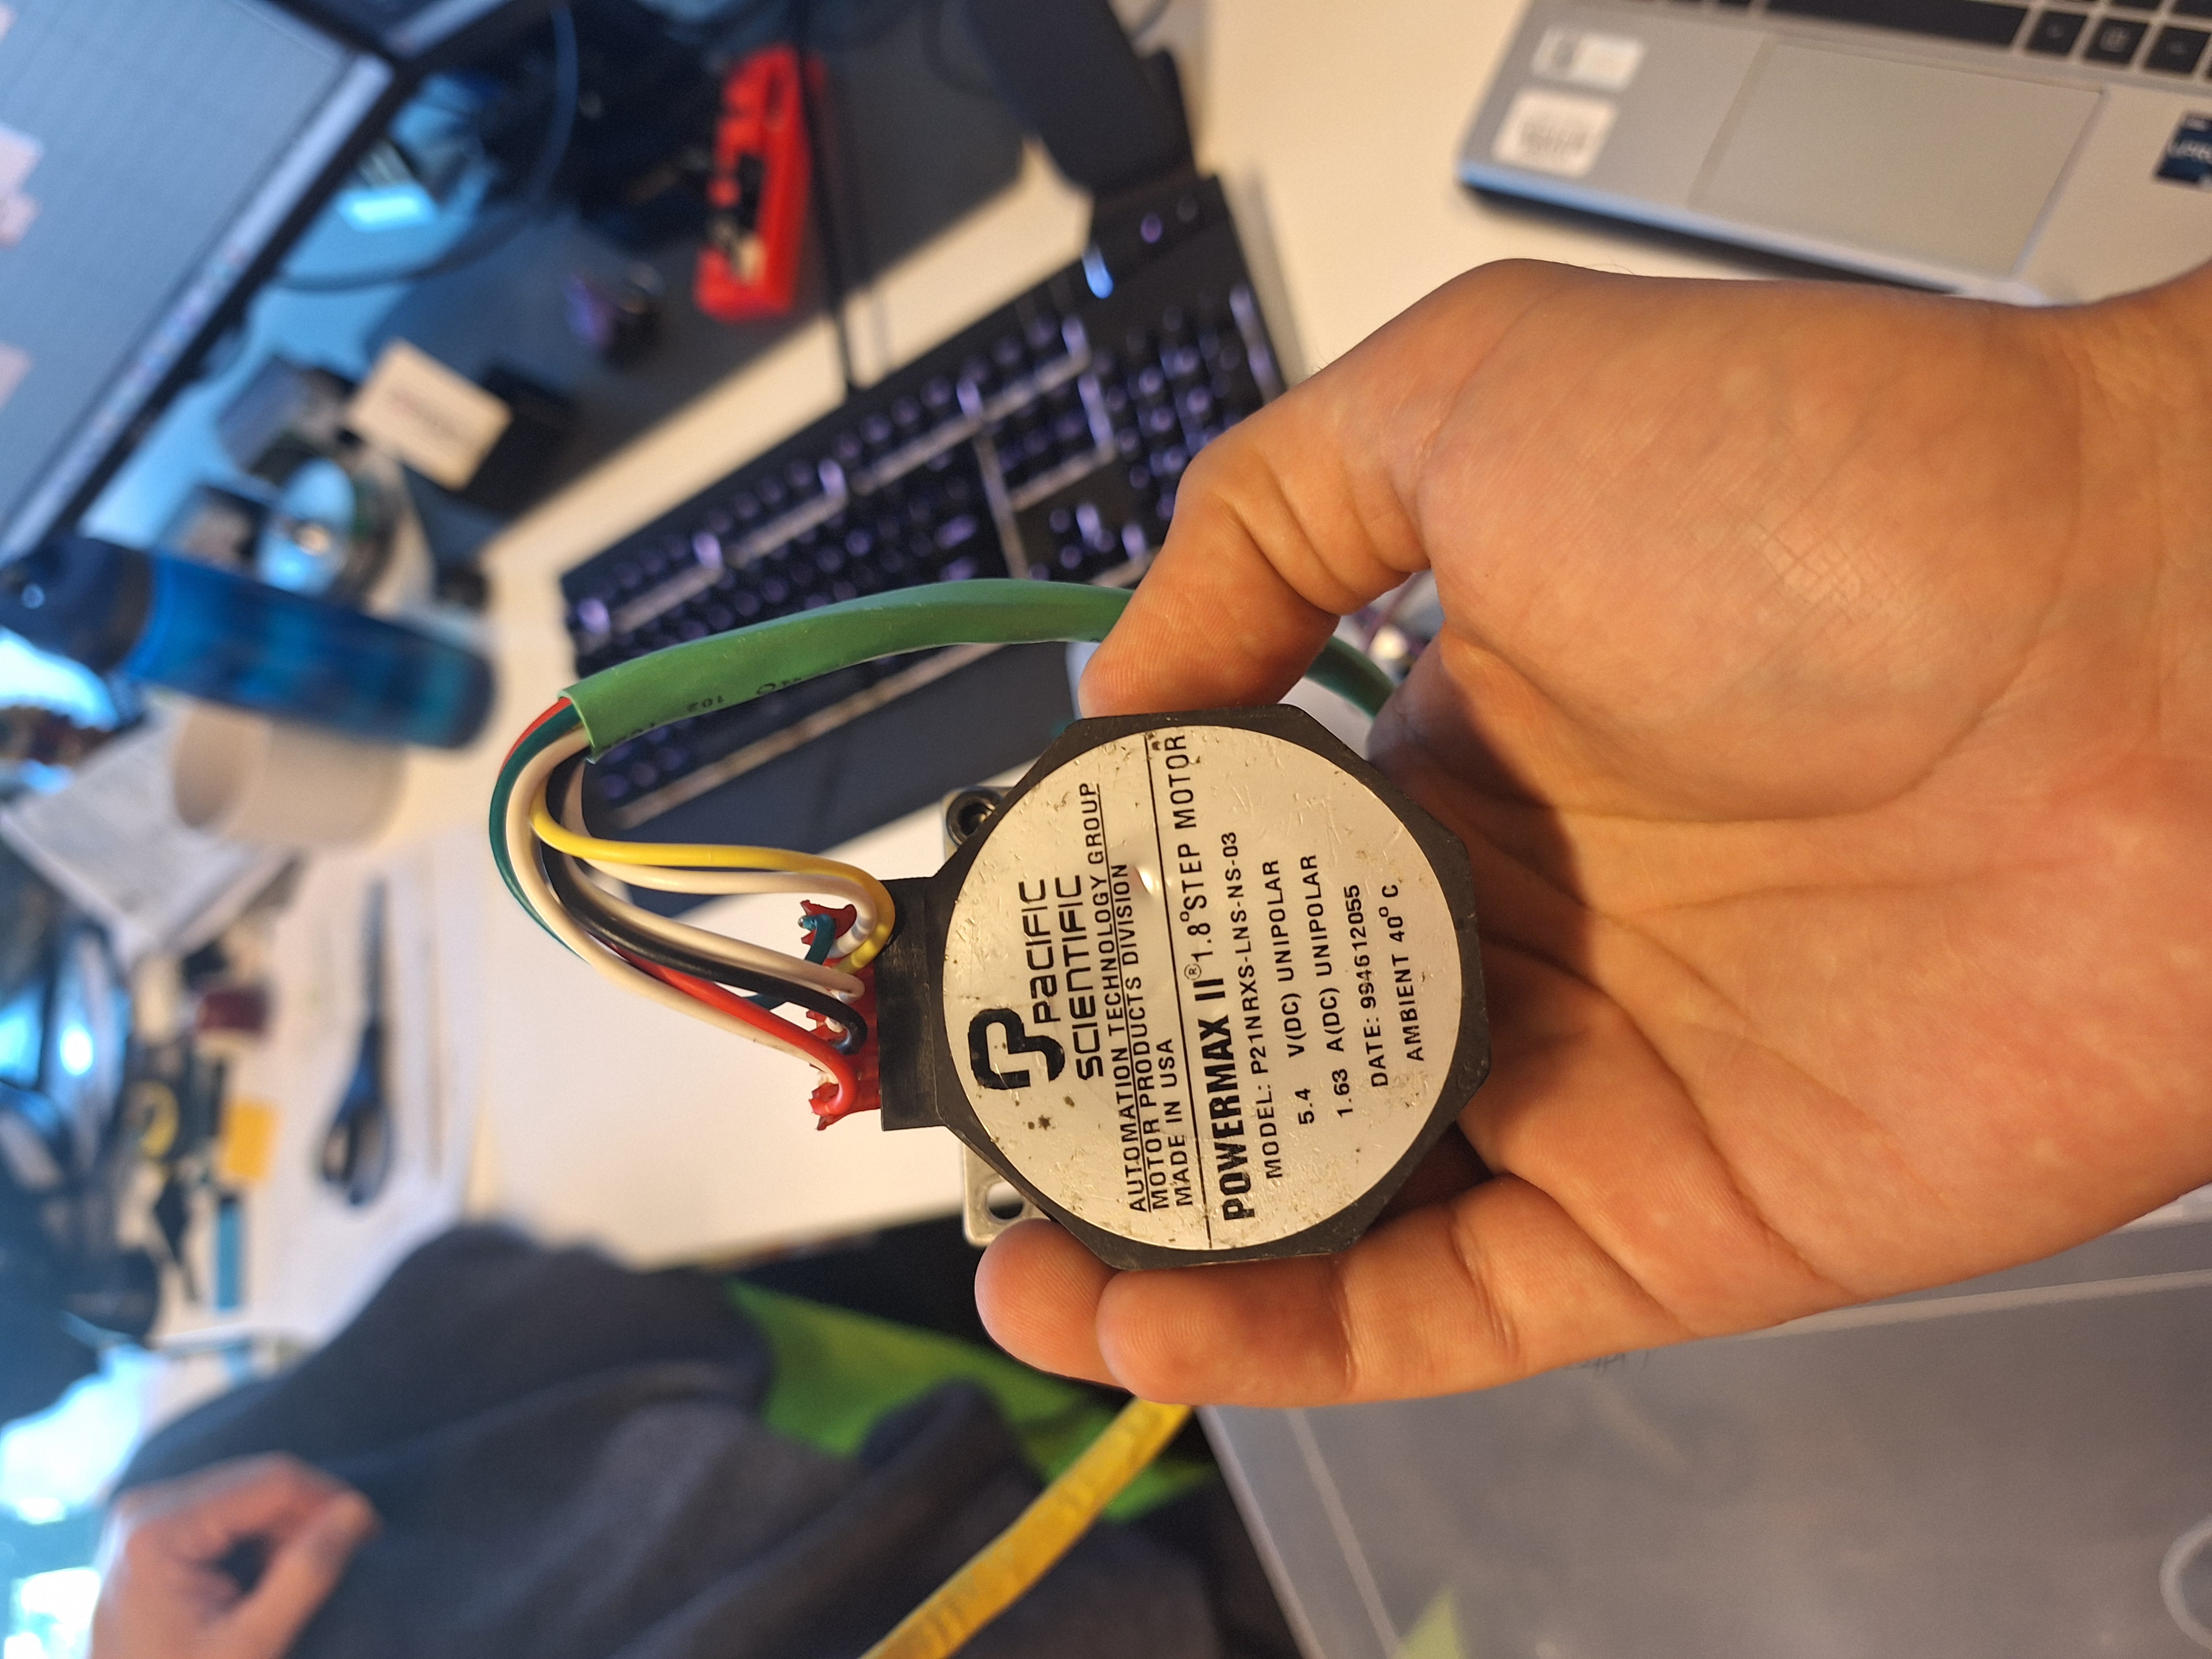 PACIFIC
SCIENTIFIC
AUTOMATION TECHNOLOGY GROUP
MOTOR PRODUCTS DIVISION
MADE IN USA
POWERMAX II® 1.8° STEP MOTOR
MODEL: P21NRXS-LNS-NS-03
5.4 V(DC) UNIPOLAR
1.63 A(DC) UNIPOLAR
DATE: 994612055
AMBIENT 40° C